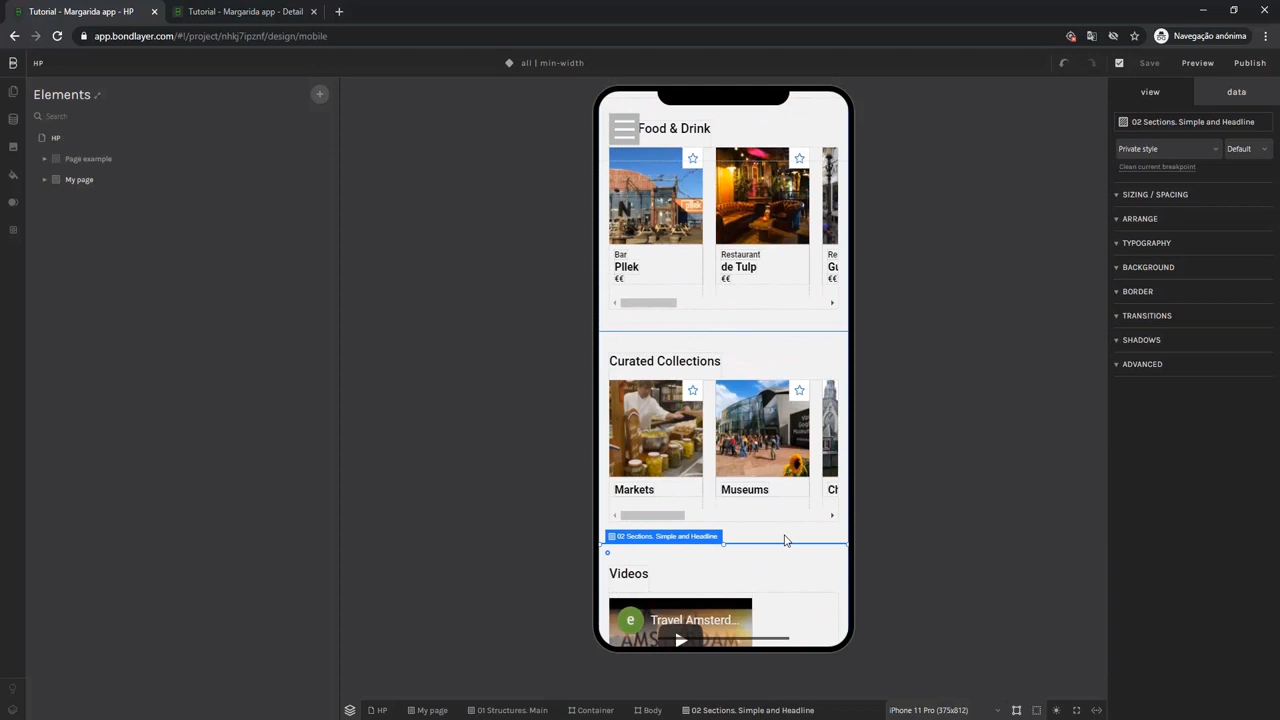 Tutorial - Margarida app - HP
Tutorial - Margarida app - Detail
app.bondlayer.com/#!/project/nhkj7ipznf/design/mobile
Navegação anónima
HP
all | min-width
Save
Preview
Publish
Elements
Search
HP
Page example
My page
Food & Drink
Bar
Pllek
€€
Restaurant
de Tulp
€€
Re
Gu
Curated Collections
Markets
Museums
Ch
02 Sections. Simple and Headline
Videos
e
Travel Amsterd...
AMSTERDAM
view
data
02 Sections. Simple and Headline
Private style
Default
Clean current breakpoint
SIZING / SPACING
ARRANGE
TYPOGRAPHY
BACKGROUND
BORDER
TRANSITIONS
SHADOWS
ADVANCED
HP
My page
01 Structures. Main
Container
Body
02 Sections. Simple and Headline
iPhone 11 Pro (375x812)